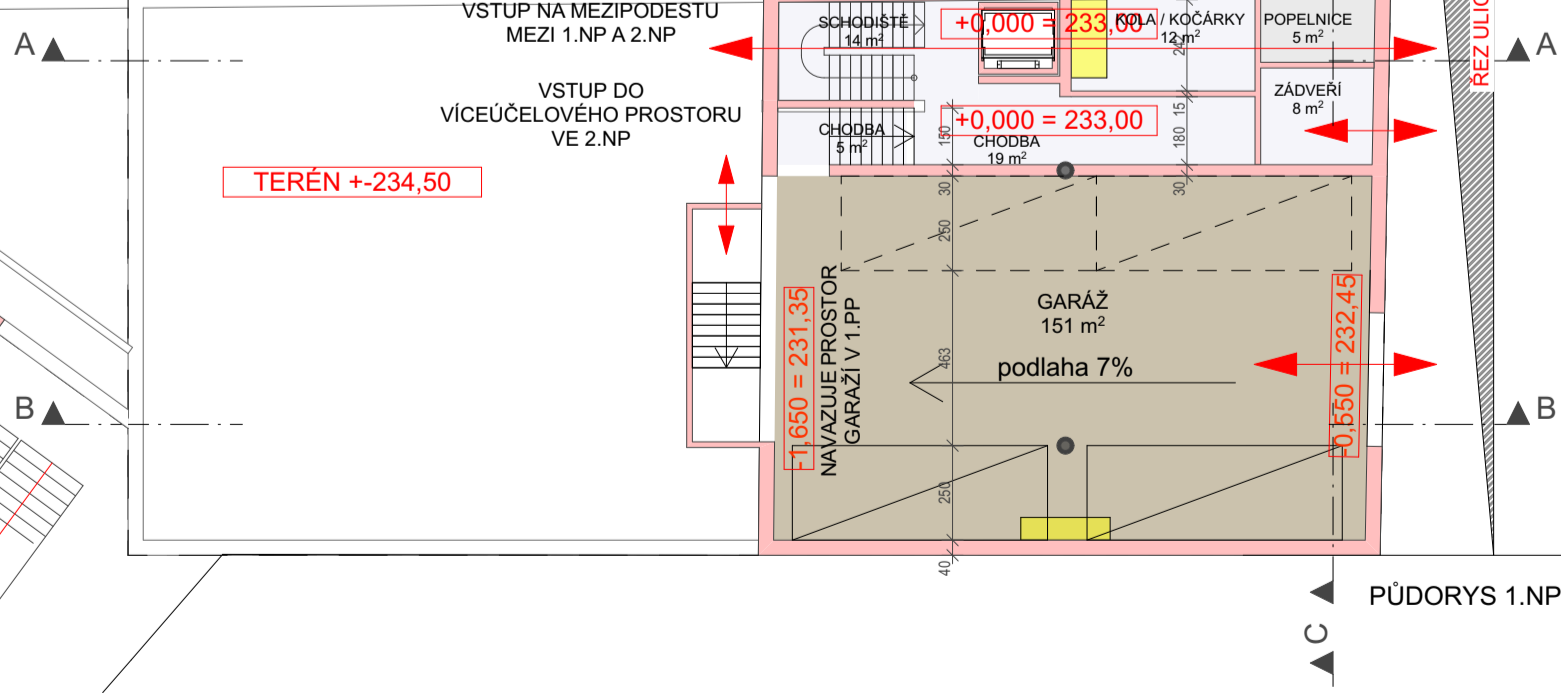 VSTUP NA MEZIPODESTU
MEZI 1.NP A 2.NP
SCHODIŠTĚ
14 m²
+0,000 = 233,00
KOLA / KOČÁRKY
12 m²
POPELNICE
5 m²
A
A
242
VSTUP DO
VÍCEÚČELOVÉHO PROSTORU
VE 2.NP
ZÁDVEŘÍ
8 m²
+0,000 = 233,00
CHODBA
5 m²
CHODBA
19 m²
150
15
180
30
30
TERÉN +-234,50
250
GARÁŽ
151 m²
podlaha 7%
463
-1,650 = 231,35
NAVAZUJE PROSTOR
GARAŽÍ V 1.PP
-0,550 = 232,45
B
B
250
40
PŮDORYS 1.NP
C
ŘEZ ULIC